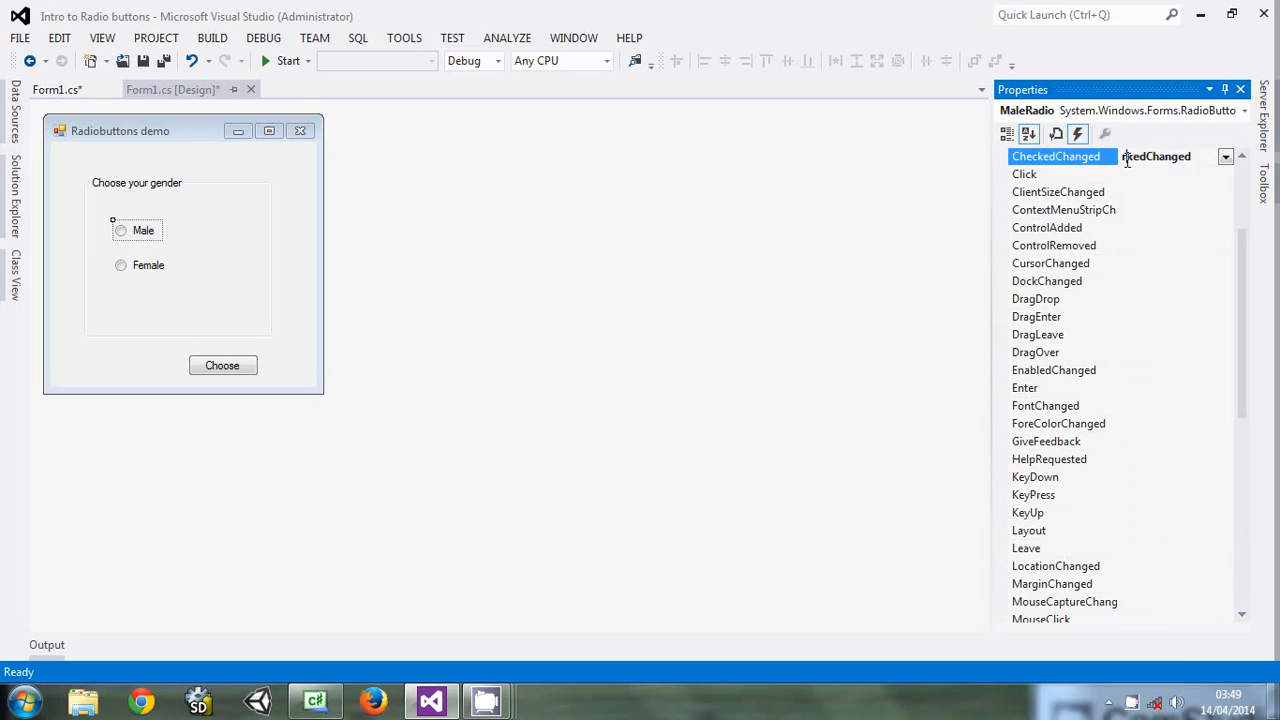 Intro to Radio buttons - Microsoft Visual Studio (Administrator)
Quick Launch (Ctrl+Q)
FILE EDIT VIEW PROJECT BUILD DEBUG TEAM SQL TOOLS TEST ANALYZE WINDOW HELP
Start Debug Any CPU
Data Sources
Solution Explorer
Class View
Form1.cs* Form1.cs [Design]*
Radiobuttons demo
Choose your gender
Male
Female
Choose
Properties
MaleRadio System.Windows.Forms.RadioButto
CheckedChanged kedChanged
Click
ClientSizeChanged
ContextMenuStripCh
ControlAdded
ControlRemoved
CursorChanged
DockChanged
DragDrop
DragEnter
DragLeave
DragOver
EnabledChanged
Enter
FontChanged
ForeColorChanged
GiveFeedback
HelpRequested
KeyDown
KeyPress
KeyUp
Layout
Leave
LocationChanged
MarginChanged
MouseCaptureChang
MouseClick
Server Explorer
Toolbox
Output
Ready
C#
SD
03:49
14/04/2014